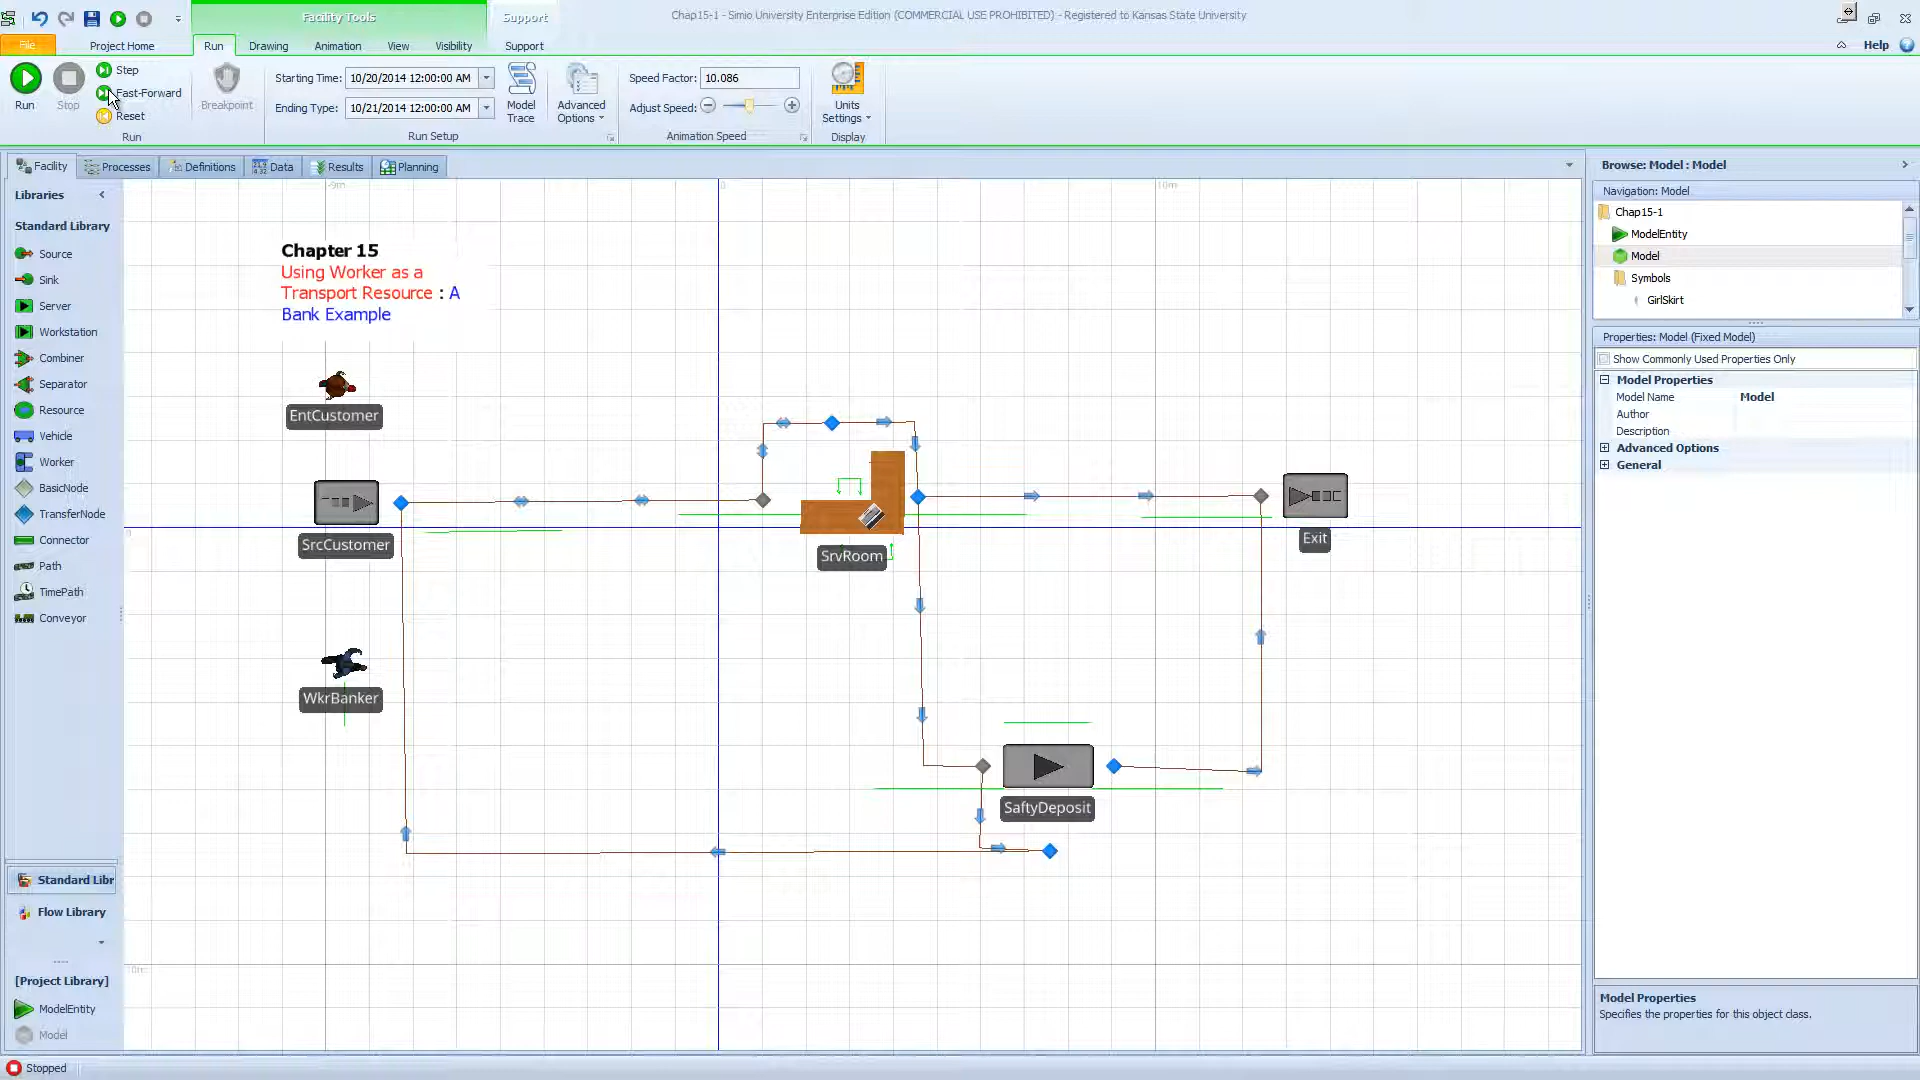 Facility Tools
Support
Chap15-1 - Simio University Enterprise Edition (COMMERCIAL USE PROHIBITED) - Registered to Kansas State University
File
Project Home
Run
Drawing
Animation
View
Visibility
Support
Help
Run
Stop
Step
Fast-Forward
Reset
Run
Breakpoint
Starting Time: 10/20/2014 12:00:00 AM
Ending Type: 10/21/2014 12:00:00 AM
Run Setup
Model
Trace
Advanced
Options
Speed Factor: 10.086
Adjust Speed:
Animation Speed
Units
Settings
Display
Facility
Processes
Definitions
Data
Results
Planning
Libraries
Standard Library
Source
Sink
Server
Workstation
Combiner
Separator
Resource
Vehicle
Worker
BasicNode
TransferNode
Connector
Path
TimePath
Conveyor
Standard Libr
Flow Library
[Project Library]
ModelEntity
Model
Stopped
Chapter 15
Using Worker as a
Transport Resource : A
Bank Example
EntCustomer
SrcCustomer
WkrBanker
SrvRoom
Exit
SaftyDeposit
0
10m
0
10m
Browse: Model : Model
Navigation: Model
Chap15-1
ModelEntity
Model
Symbols
GirlSkirt
Properties: Model (Fixed Model)
Show Commonly Used Properties Only
Model Properties
Model Name Model
Author
Description
Advanced Options
General
Model Properties
Specifies the properties for this object class.